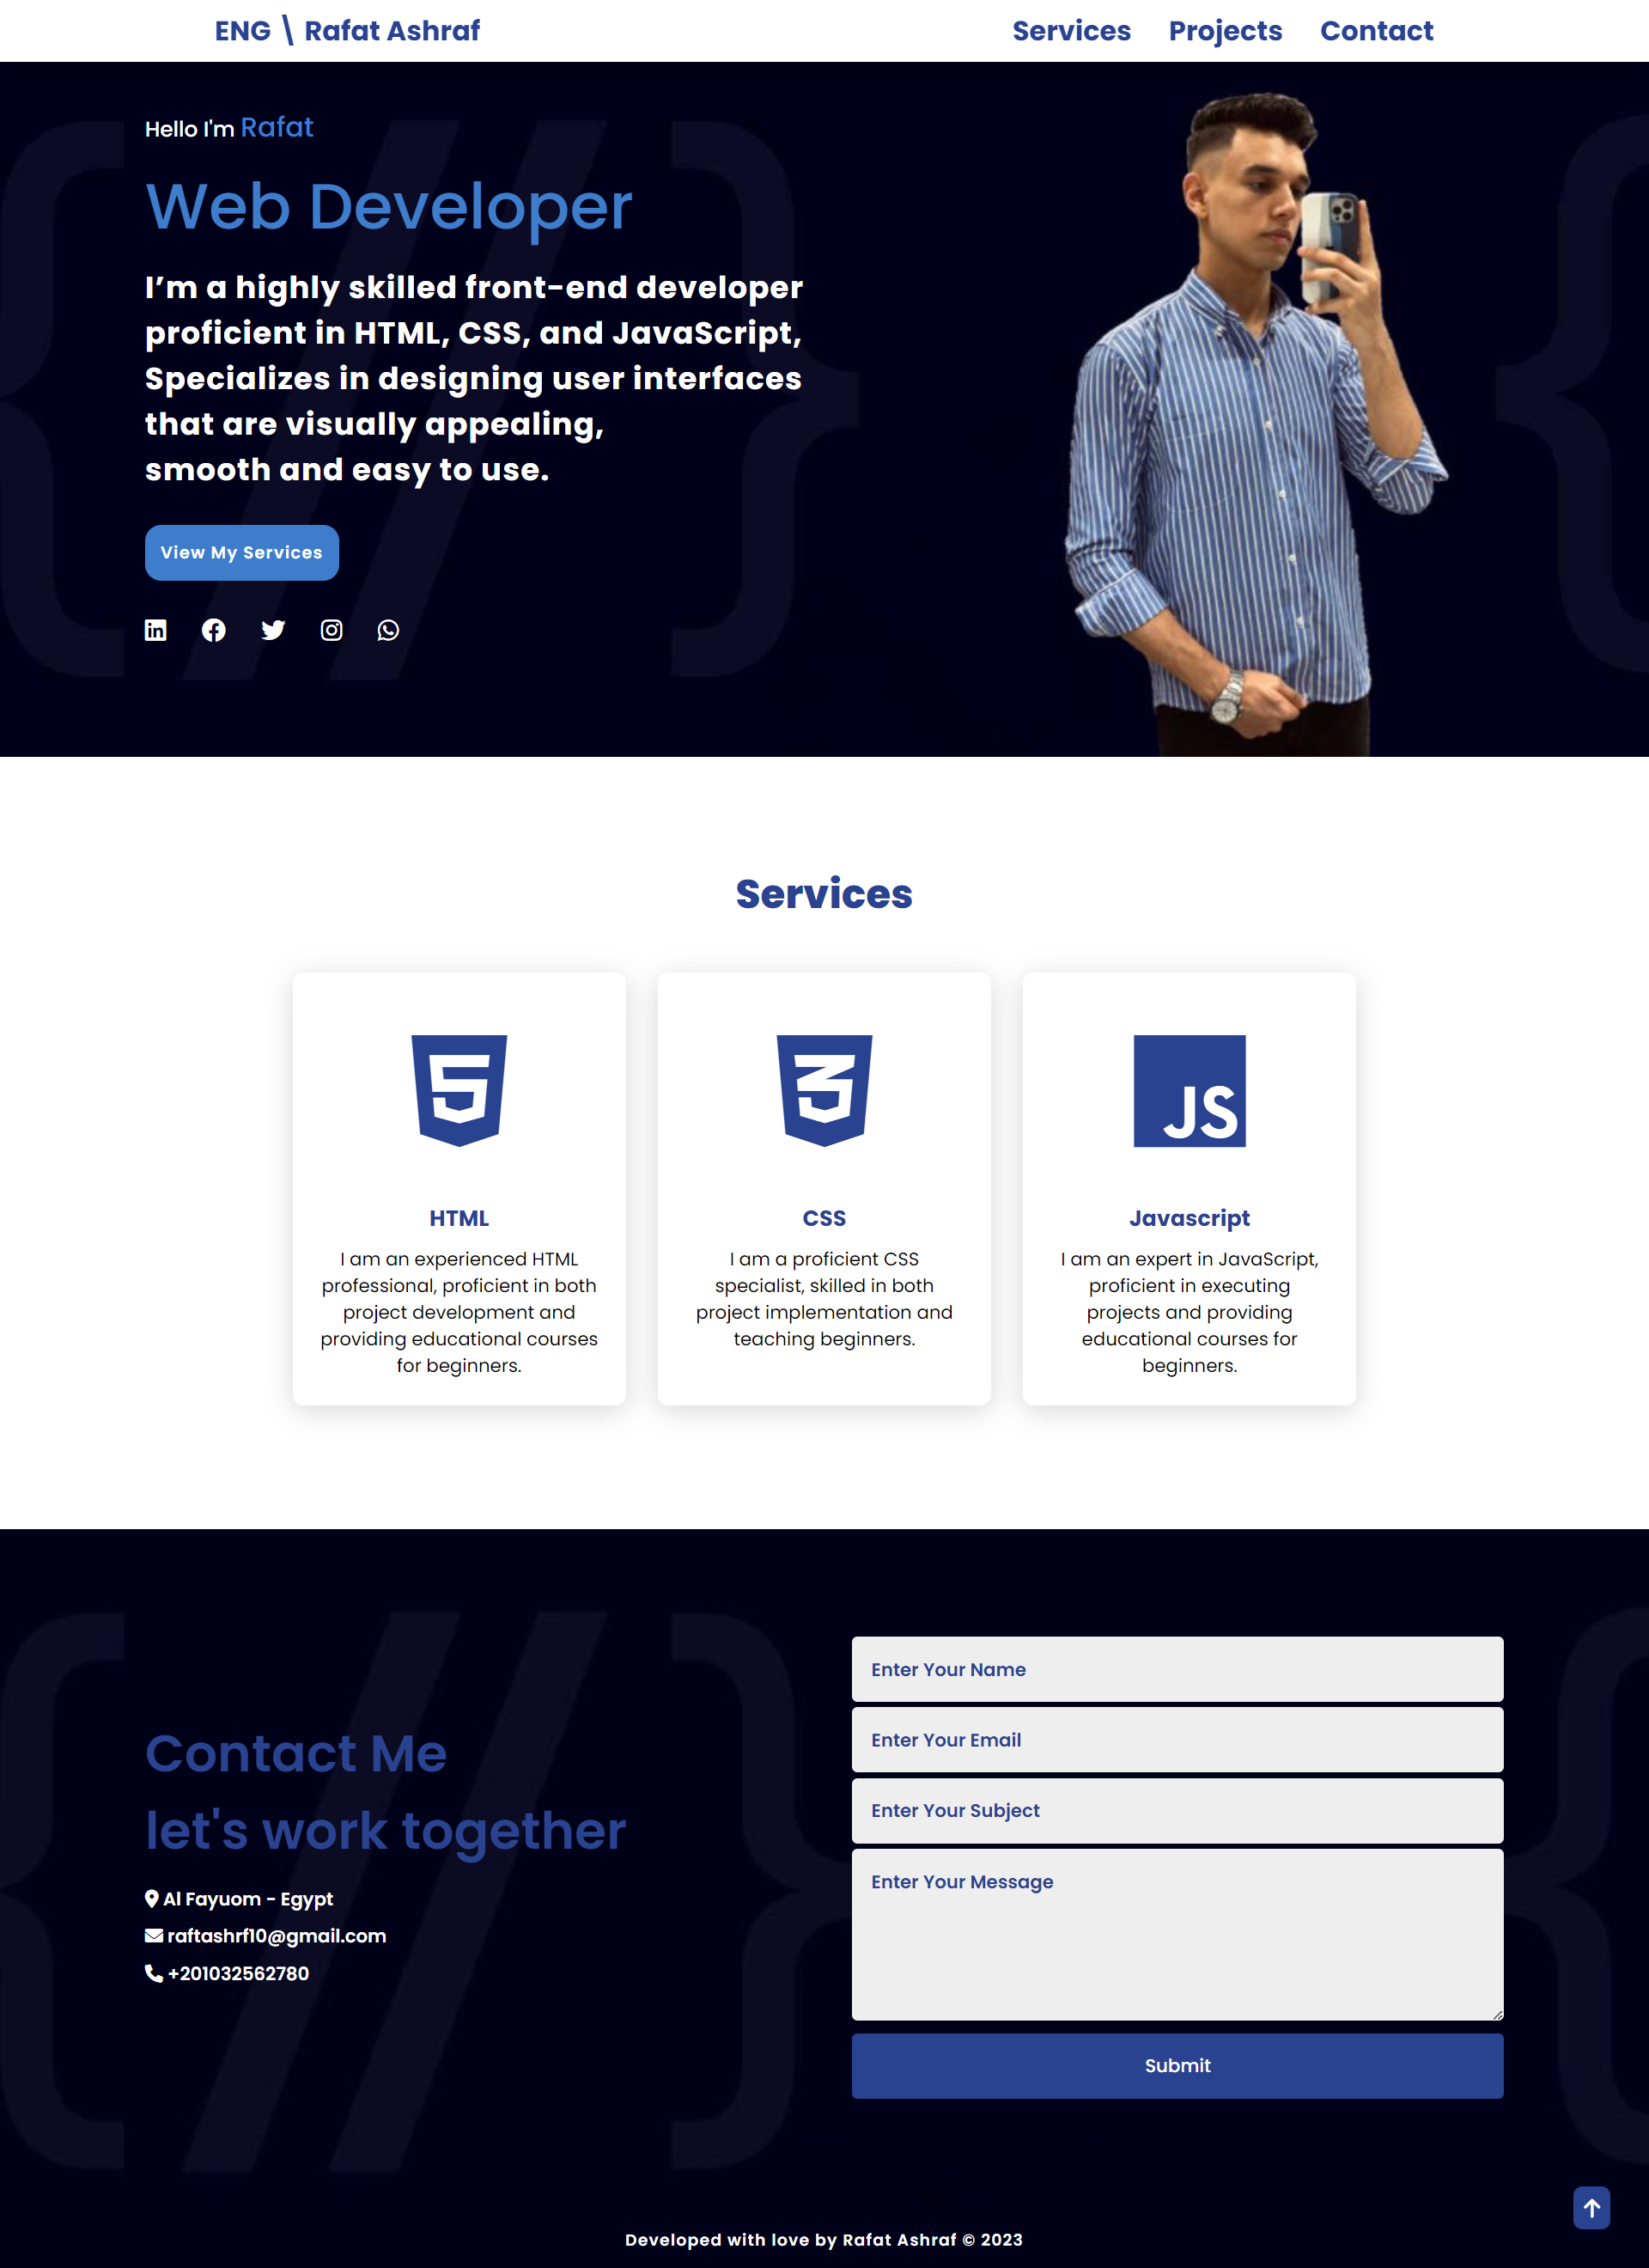 ENG \ Rafat Ashraf
Services Projects Contact
Hello I'm Rafat
Web Developer
I’m a highly skilled front-end developer
proficient in HTML, CSS, and JavaScript,
Specializes in designing user interfaces
that are visually appealing,
smooth and easy to use.
View My Services
Services
HTML
I am an experienced HTML
professional, proficient in both
project development and
providing educational courses
for beginners.
CSS
I am a proficient CSS
specialist, skilled in both
project implementation and
teaching beginners.
JS
Javascript
I am an expert in JavaScript,
proficient in executing
projects and providing
educational courses for
beginners.
Contact Me
let's work together
Al Fayuom - Egypt
raftashrf10@gmail.com
+201032562780
Enter Your Name
Enter Your Email
Enter Your Subject
Enter Your Message
Submit
Developed with love by Rafat Ashraf © 2023